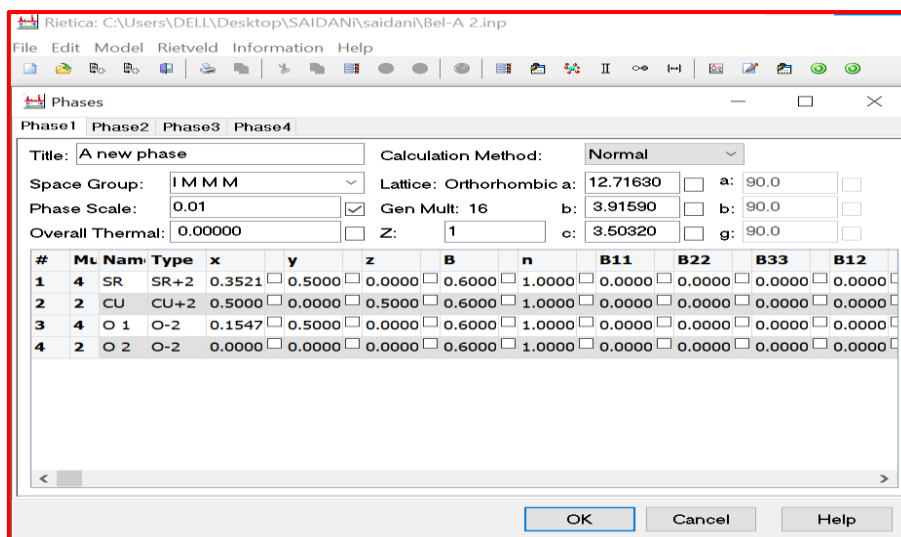 Rietica: C:\Users\DELL\Desktop\SAIDANi\saidani\Bel-A 2.inp
File Edit Model Rietveld Information Help
Phases
Phase1 Phase2 Phase3 Phase4
Title: A new phase Calculation Method: Normal
Space Group: I M M M Lattice: Orthorhombic a: 12.71630 a: 90.0
Phase Scale: 0.01 Gen Mult: 16 b: 3.91590 b: 90.0
Overall Thermal: 0.00000 Z: 1 c: 3.50320 g: 90.0
# Mu Nam Type x y z B n B11 B22 B33 B12
1 4 SR SR+2 0.3521 0.5000 0.0000 0.6000 1.0000 0.0000 0.0000 0.0000 0.0000
2 2 CU CU+2 0.5000 0.0000 0.5000 0.6000 1.0000 0.0000 0.0000 0.0000 0.0000
3 4 O 1 O-2 0.1547 0.5000 0.0000 0.6000 1.0000 0.0000 0.0000 0.0000 0.0000
4 2 O 2 O-2 0.0000 0.0000 0.0000 0.6000 1.0000 0.0000 0.0000 0.0000 0.0000
OK Cancel Help